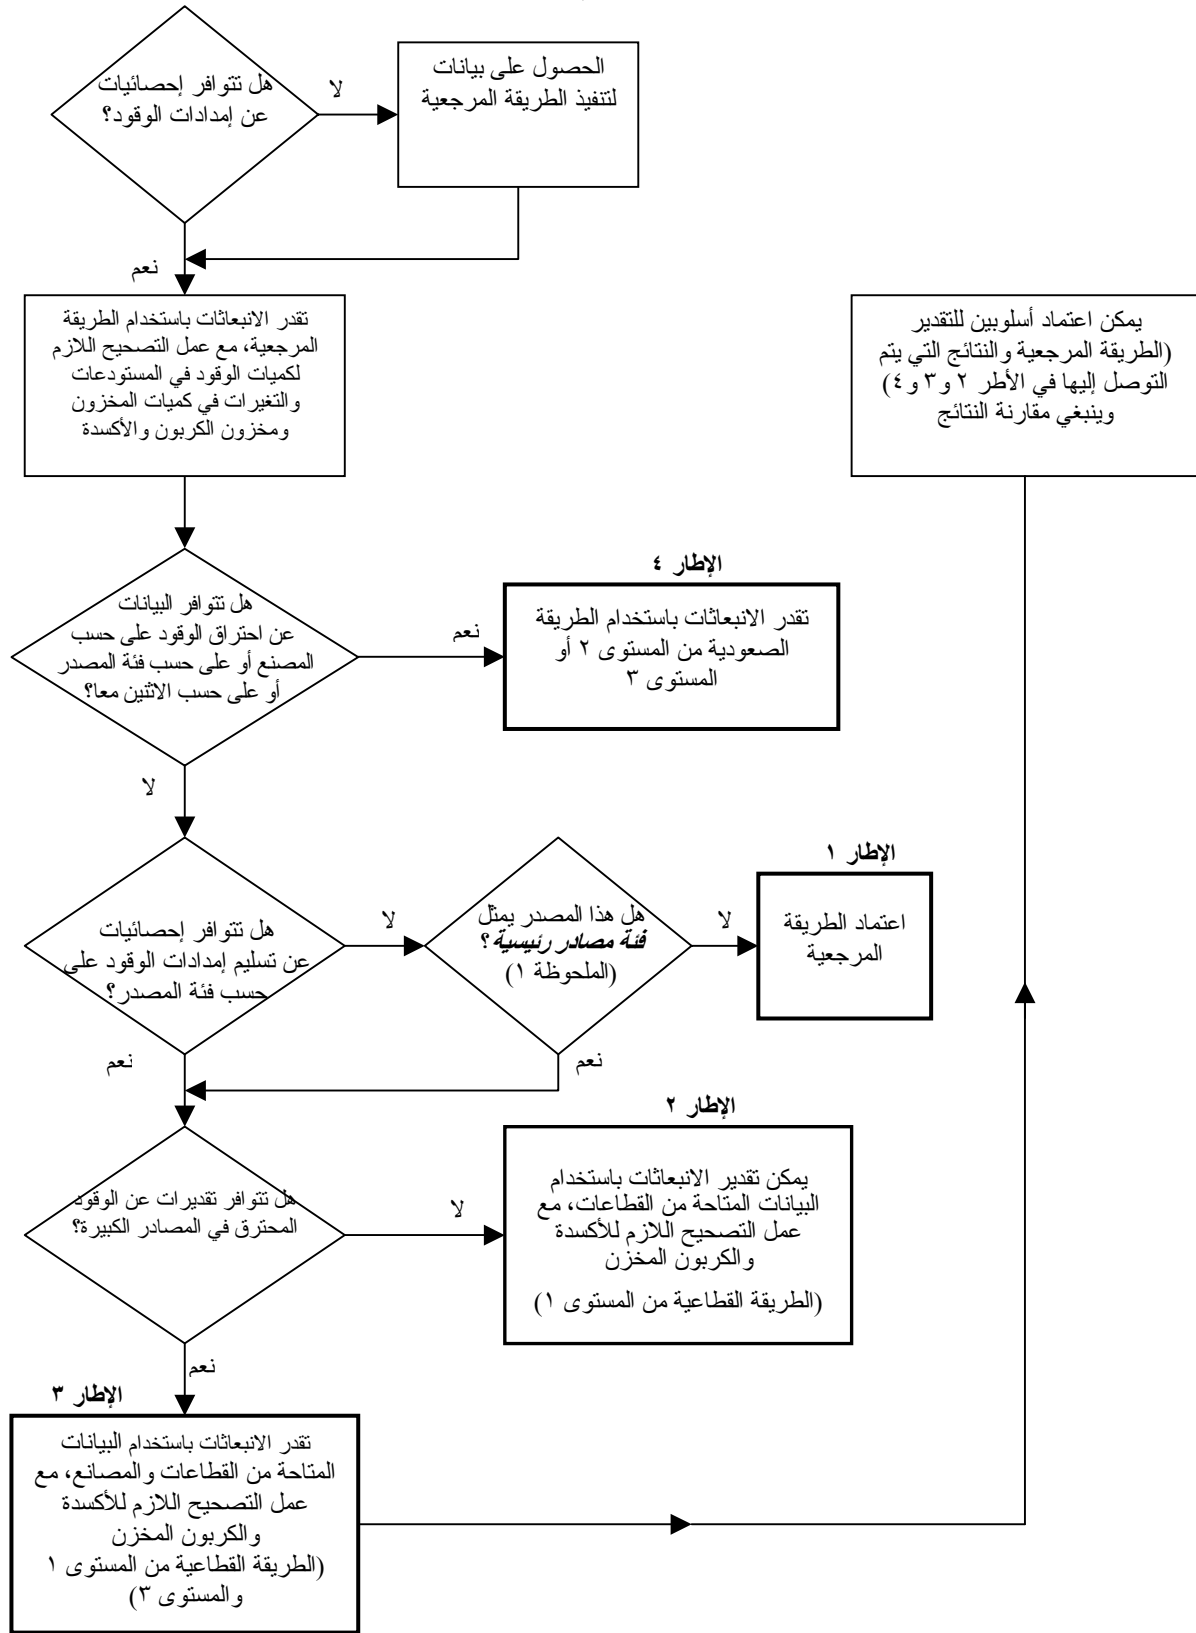 هل تتوافر إحصائيات
عن إمدادات الوقود؟
لا
الحصول على بيانات
لتنفيذ الطريقة المرجعية
نعم
تقدر الانبعاثات باستخدام الطريقة
المرجعية، مع عمل التصحيح اللازم
لكميات الوقود في المستودعات
والتغيرات في كميات المخزون
ومخزون الكربون والأكسدة
يمكن اعتماد أسلوبين للتقدير
(الطريقة المرجعية والنتائج التي يتم
التوصل إليها في الأطر ٢ و٣ و٤)
وينبغي مقارنة النتائج
هل تتوافر البيانات
عن احتراق الوقود على حسب
المصنع أو على حسب فئة المصدر
أو على حسب الاثنين معا؟
نعم
الإطار ٤
تقدر الانبعاثات باستخدام الطريقة
الصعودية من المستوى ٢ أو
المستوى ٣
لا
هل تتوافر إحصائيات
عن تسليم إمدادات الوقود على
حسب فئة المصدر؟
لا
هل هذا المصدر يمثل
فئة مصادر رئيسية؟
(الملحوظة ١)
لا
الإطار ١
اعتماد الطريقة
المرجعية
نعم
نعم
هل تتوافر تقديرات عن الوقود
المحترق في المصادر الكبيرة؟
لا
الإطار ٢
يمكن تقدير الانبعاثات باستخدام
البيانات المتاحة من القطاعات، مع
عمل التصحيح اللازم للأكسدة
والكربون المخزن
(الطريقة القطاعية من المستوى ١)
نعم
الإطار ٣
تقدر الانبعاثات باستخدام البيانات
المتاحة من القطاعات والمصانع، مع
عمل التصحيح اللازم للأكسدة
والكربون المخزن
(الطريقة القطاعية من المستوى ١
والمستوى ٣)